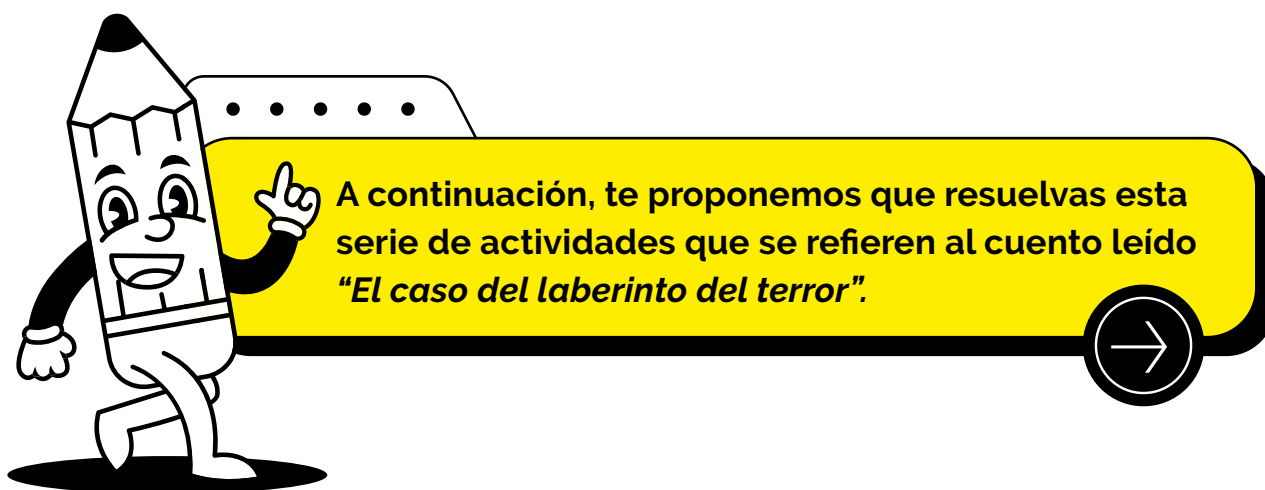 A continuación, te proponemos que resuelvas esta
serie de actividades que se refieren al cuento leído
“El caso del laberinto del terror”.